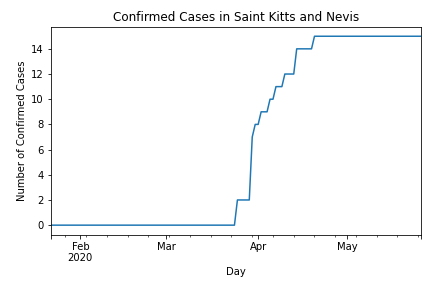 Confirmed Cases in Saint Kitts and Nevis
Number of Confirmed Cases
14
12
10
8
6
4
2
0
Feb Mar Apr May
2020
Day